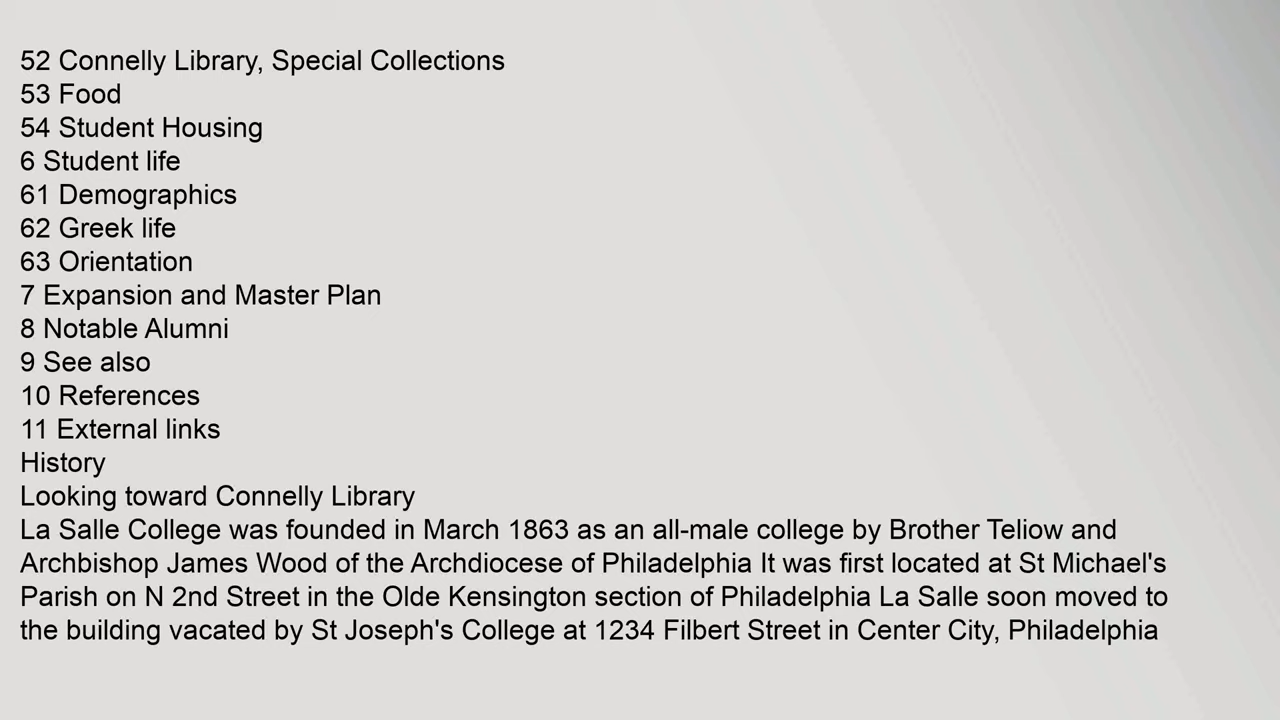 52 Connelly Library, Special Collections
53 Food
54 Student Housing
6 Student life
61 Demographics
62 Greek life
63 Orientation
7 Expansion and Master Plan
8 Notable Alumni
9 See also
10 References
11 External links
History
Looking toward Connelly Library
La Salle College was founded in March 1863 as an all-male college by Brother Teliow and
Archbishop James Wood of the Archdiocese of Philadelphia It was first located at St Michael's
Parish on N 2nd Street in the Olde Kensington section of Philadelphia La Salle soon moved to
the building vacated by St Joseph's College at 1234 Filbert Street in Center City, Philadelphia